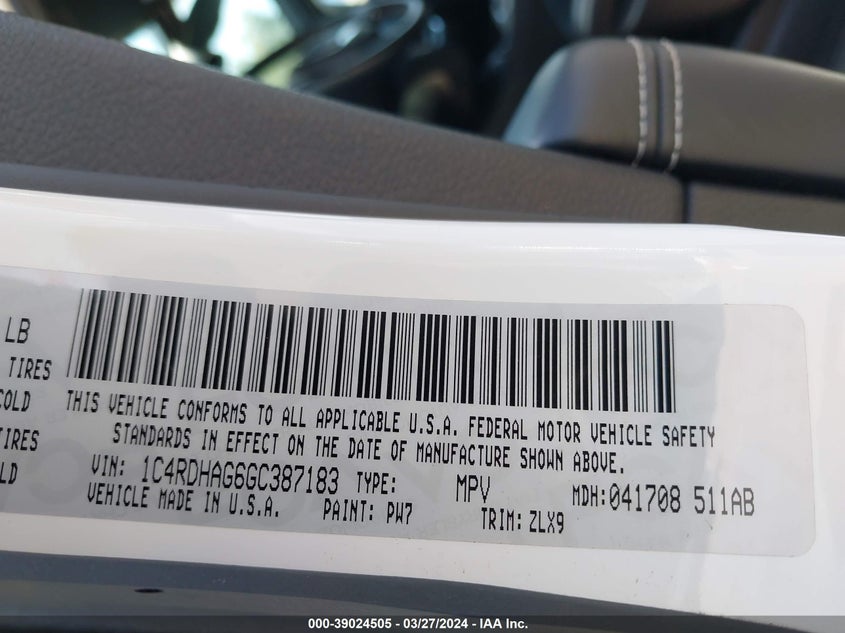 LB
TIRES
COLD
TIRES
OLD
THIS VEHICLE CONFORMS TO ALL APPLICABLE U.S.A. FEDERAL MOTOR VEHICLE SAFETY
STANDARDS IN EFFECT ON THE DATE OF MANUFACTURE SHOWN ABOVE.
VIN: 1C4RDHAG6GC387183 TYPE: MPV MDH:041708 511AB
VEHICLE MADE IN U.S.A. PAINT: PW7 TRIM: ZLX9
000-39024505 - 03/27/2024 - IAA Inc.